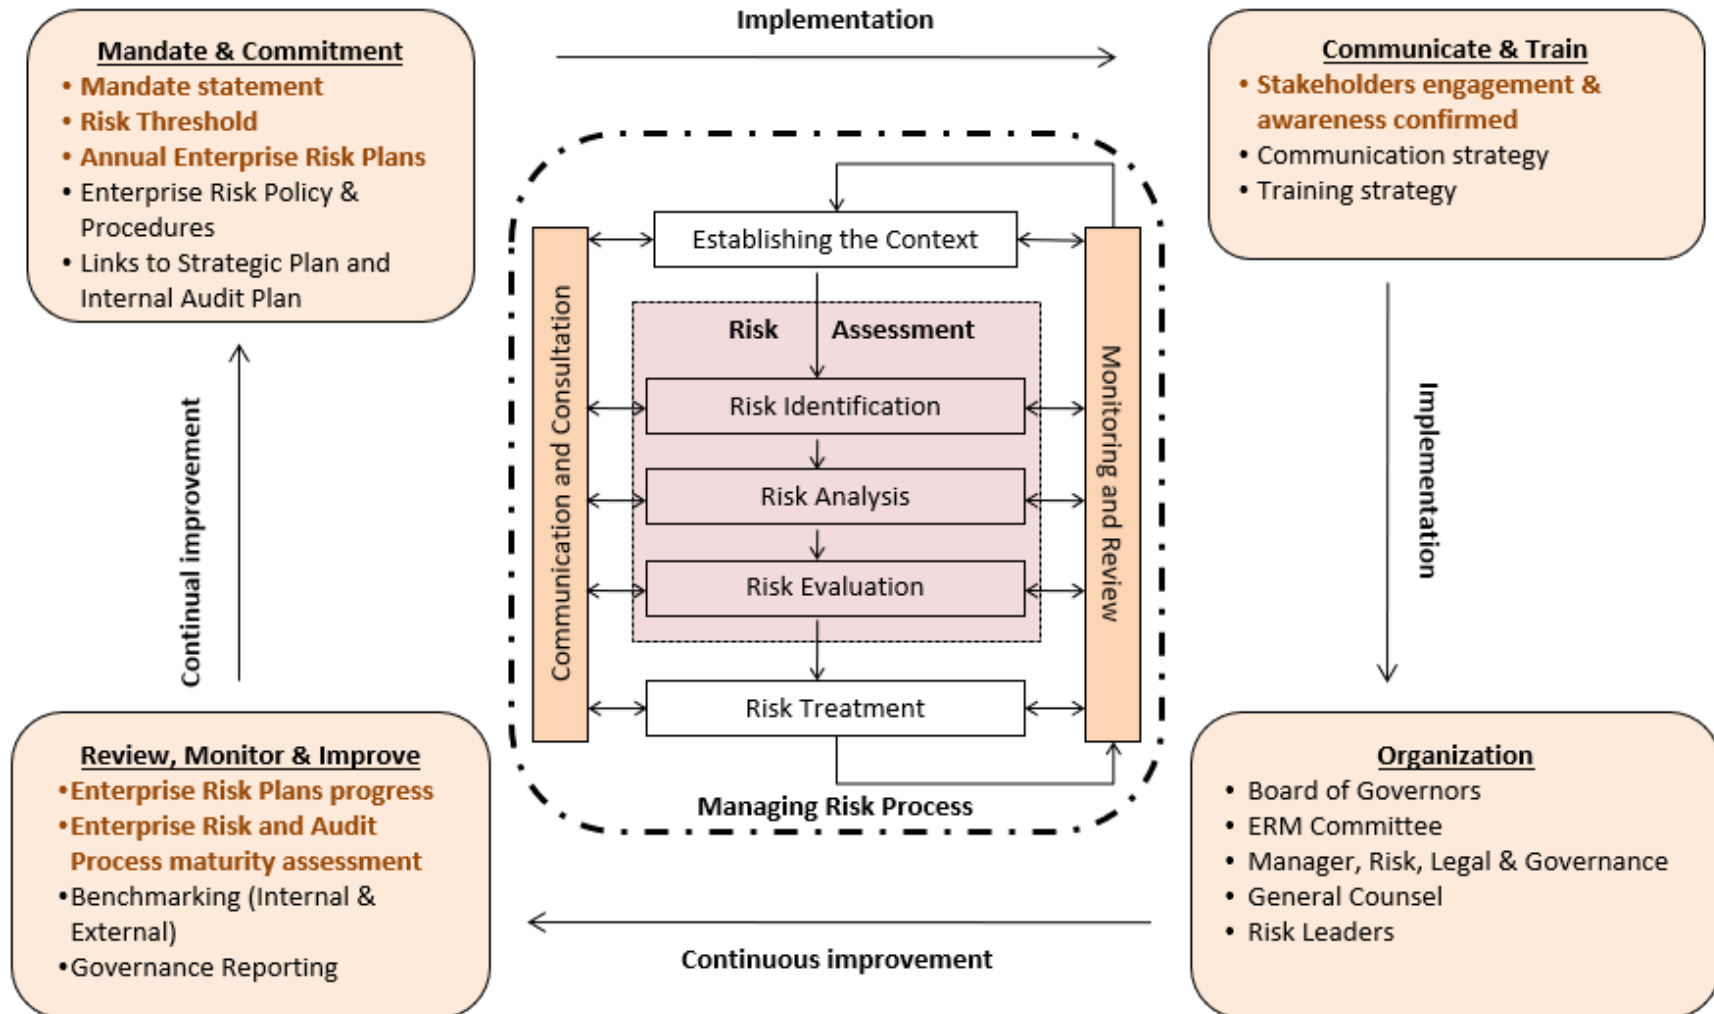 Implementation
Mandate & Commitment
• Mandate statement
• Risk Threshold
• Annual Enterprise Risk Plans
• Enterprise Risk Policy &
Procedures
• Links to Strategic Plan and
Internal Audit Plan
Communicate & Train
• Stakeholders engagement &
awareness confirmed
• Communication strategy
• Training strategy
Establishing the Context
Risk Assessment
Risk Identification
Risk Analysis
Risk Evaluation
Risk Treatment
Communication and Consultation
Monitoring and Review
Managing Risk Process
Continual improvement
Implementation
Review, Monitor & Improve
•Enterprise Risk Plans progress
•Enterprise Risk and Audit
Process maturity assessment
•Benchmarking (Internal &
External)
•Governance Reporting
Organization
• Board of Governors
• ERM Committee
• Manager, Risk, Legal & Governance
• General Counsel
• Risk Leaders
Continuous improvement